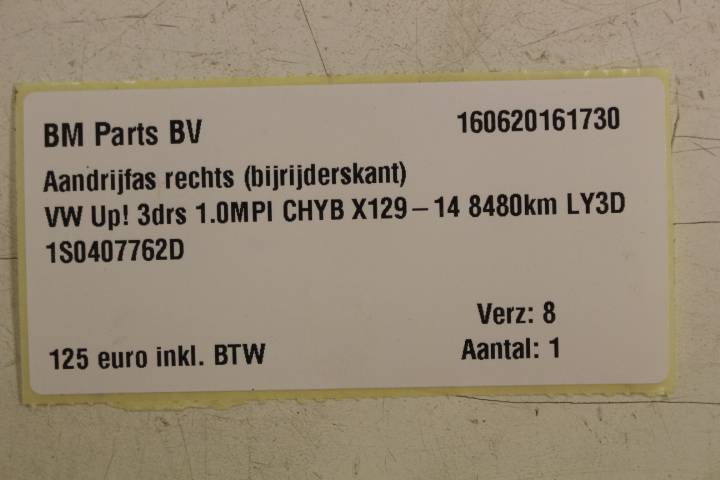 BM Parts BV 160620161730
Aandrijfas rechts (bijrijderskant)
VW Up! 3drs 1.0MPI CHYB X129-14 8480km LY3D
1S0407762D
Verz: 8
125 euro inkl. BTW Aantal: 1